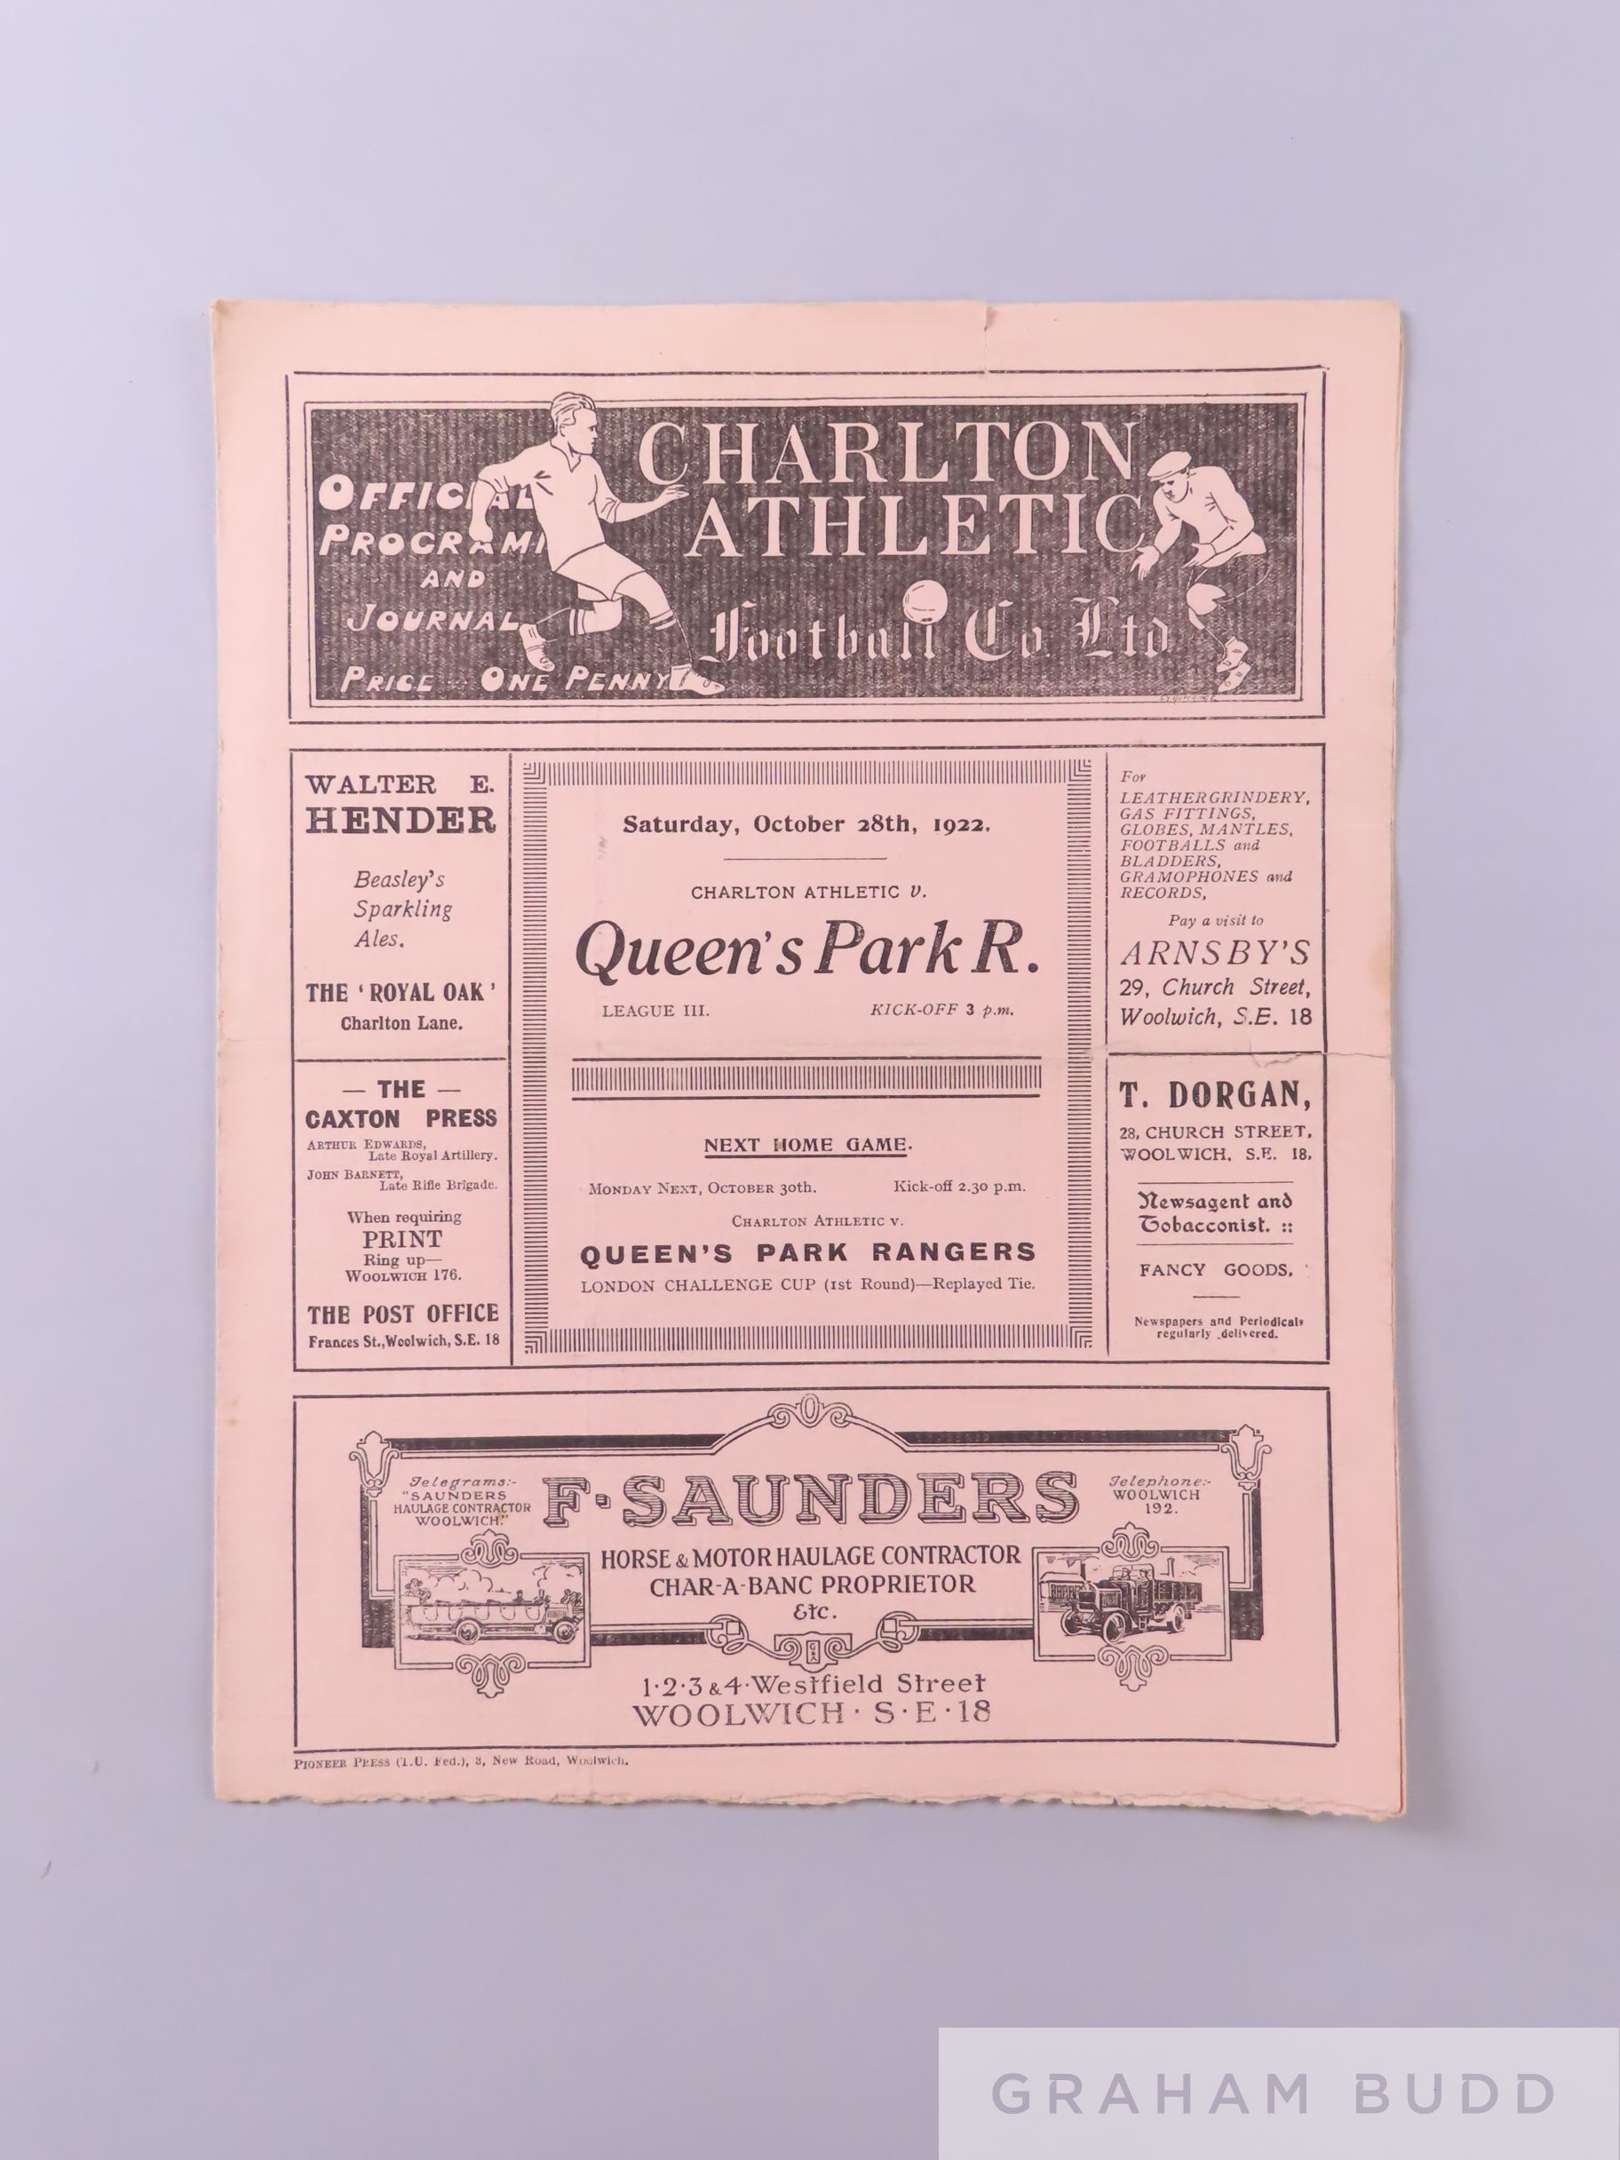 CHARLTON
ATHLETIC
Football Co Ltd
OFFICIAL
PROGRAMM
AND
JOURNAL
PRICE ONE PENNY
WALTER E.
HENDER
Beasley's
Sparkling
Ales.
THE 'ROYAL OAK'
Charlton Lane.
— THE —
CAXTON PRESS
ARTHUR EDWARDS,
Late Royal Artillery.
JOHN BARNETT,
Late Rifle Brigade.
When requiring
PRINT
Ring up—
WOOLWICH 176.
THE POST OFFICE
Frances St., Woolwich, S.E. 18
Saturday, October 28th, 1922.
CHARLTON ATHLETIC v.
Queen's Park R.
LEAGUE III. KICK-OFF 3 p.m.
NEXT HOME GAME.
MONDAY NEXT, OCTOBER 30th. Kick-off 2.30 p.m.
CHARLTON ATHLETIC v.
QUEEN'S PARK RANGERS
LONDON CHALLENGE CUP (1st Round)—Replayed Tie.
For
LEATHER GRINDERY,
GAS FITTINGS,
GLOBES, MANTLES,
FOOTBALLS and
BLADDERS,
GRAMOPHONES and
RECORDS,
Pay a visit to
ARNSBY'S
29, Church Street,
Woolwich, S.E. 18
T. DORGAN,
28, CHURCH STREET,
WOOLWICH, S.E. 18,
Newsagent and
Tobacconist. ::
FANCY GOODS.
Newspapers and Periodicals
regularly delivered.
Telegrams:-
"SAUNDERS
HAULAGE CONTRACTOR
WOOLWICH."
F. SAUNDERS
Telephone:-
WOOLWICH
192.
HORSE & MOTOR HAULAGE CONTRACTOR
CHAR-A-BANC PROPRIETOR
Etc.
1·2·3 & 4·Westfield Street
WOOLWICH · S·E·18
PIONEER PRESS (T.U. Fed.), 3, New Road, Woolwich.
GRAHAM BUDD